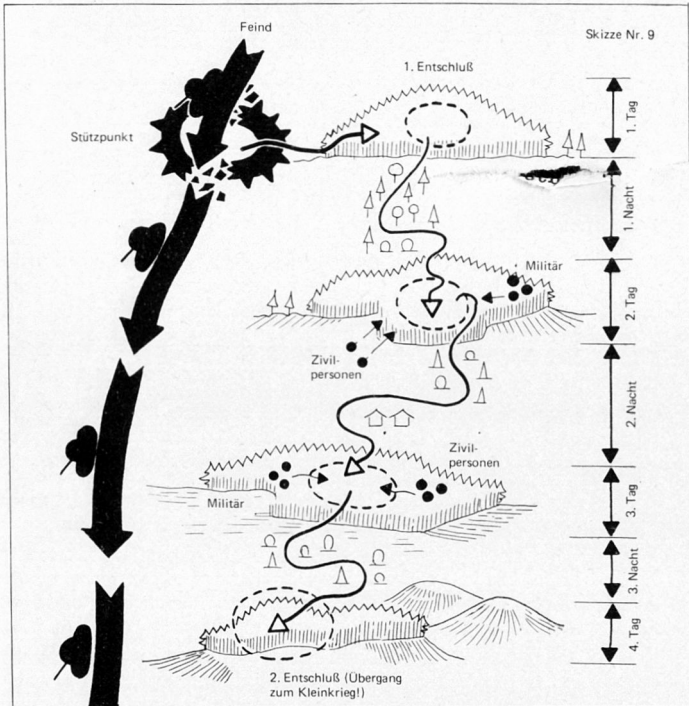 Feind
Skizze Nr. 9
1. Entschluß
Stützpunkt
1. Tag
1. Nacht
Militär
2. Tag
Zivil-
personen
2. Nacht
Zivil-
personen
Militär
3. Tag
3. Nacht
4. Tag
2. Entschluß (Übergang
zum Kleinkrieg!)